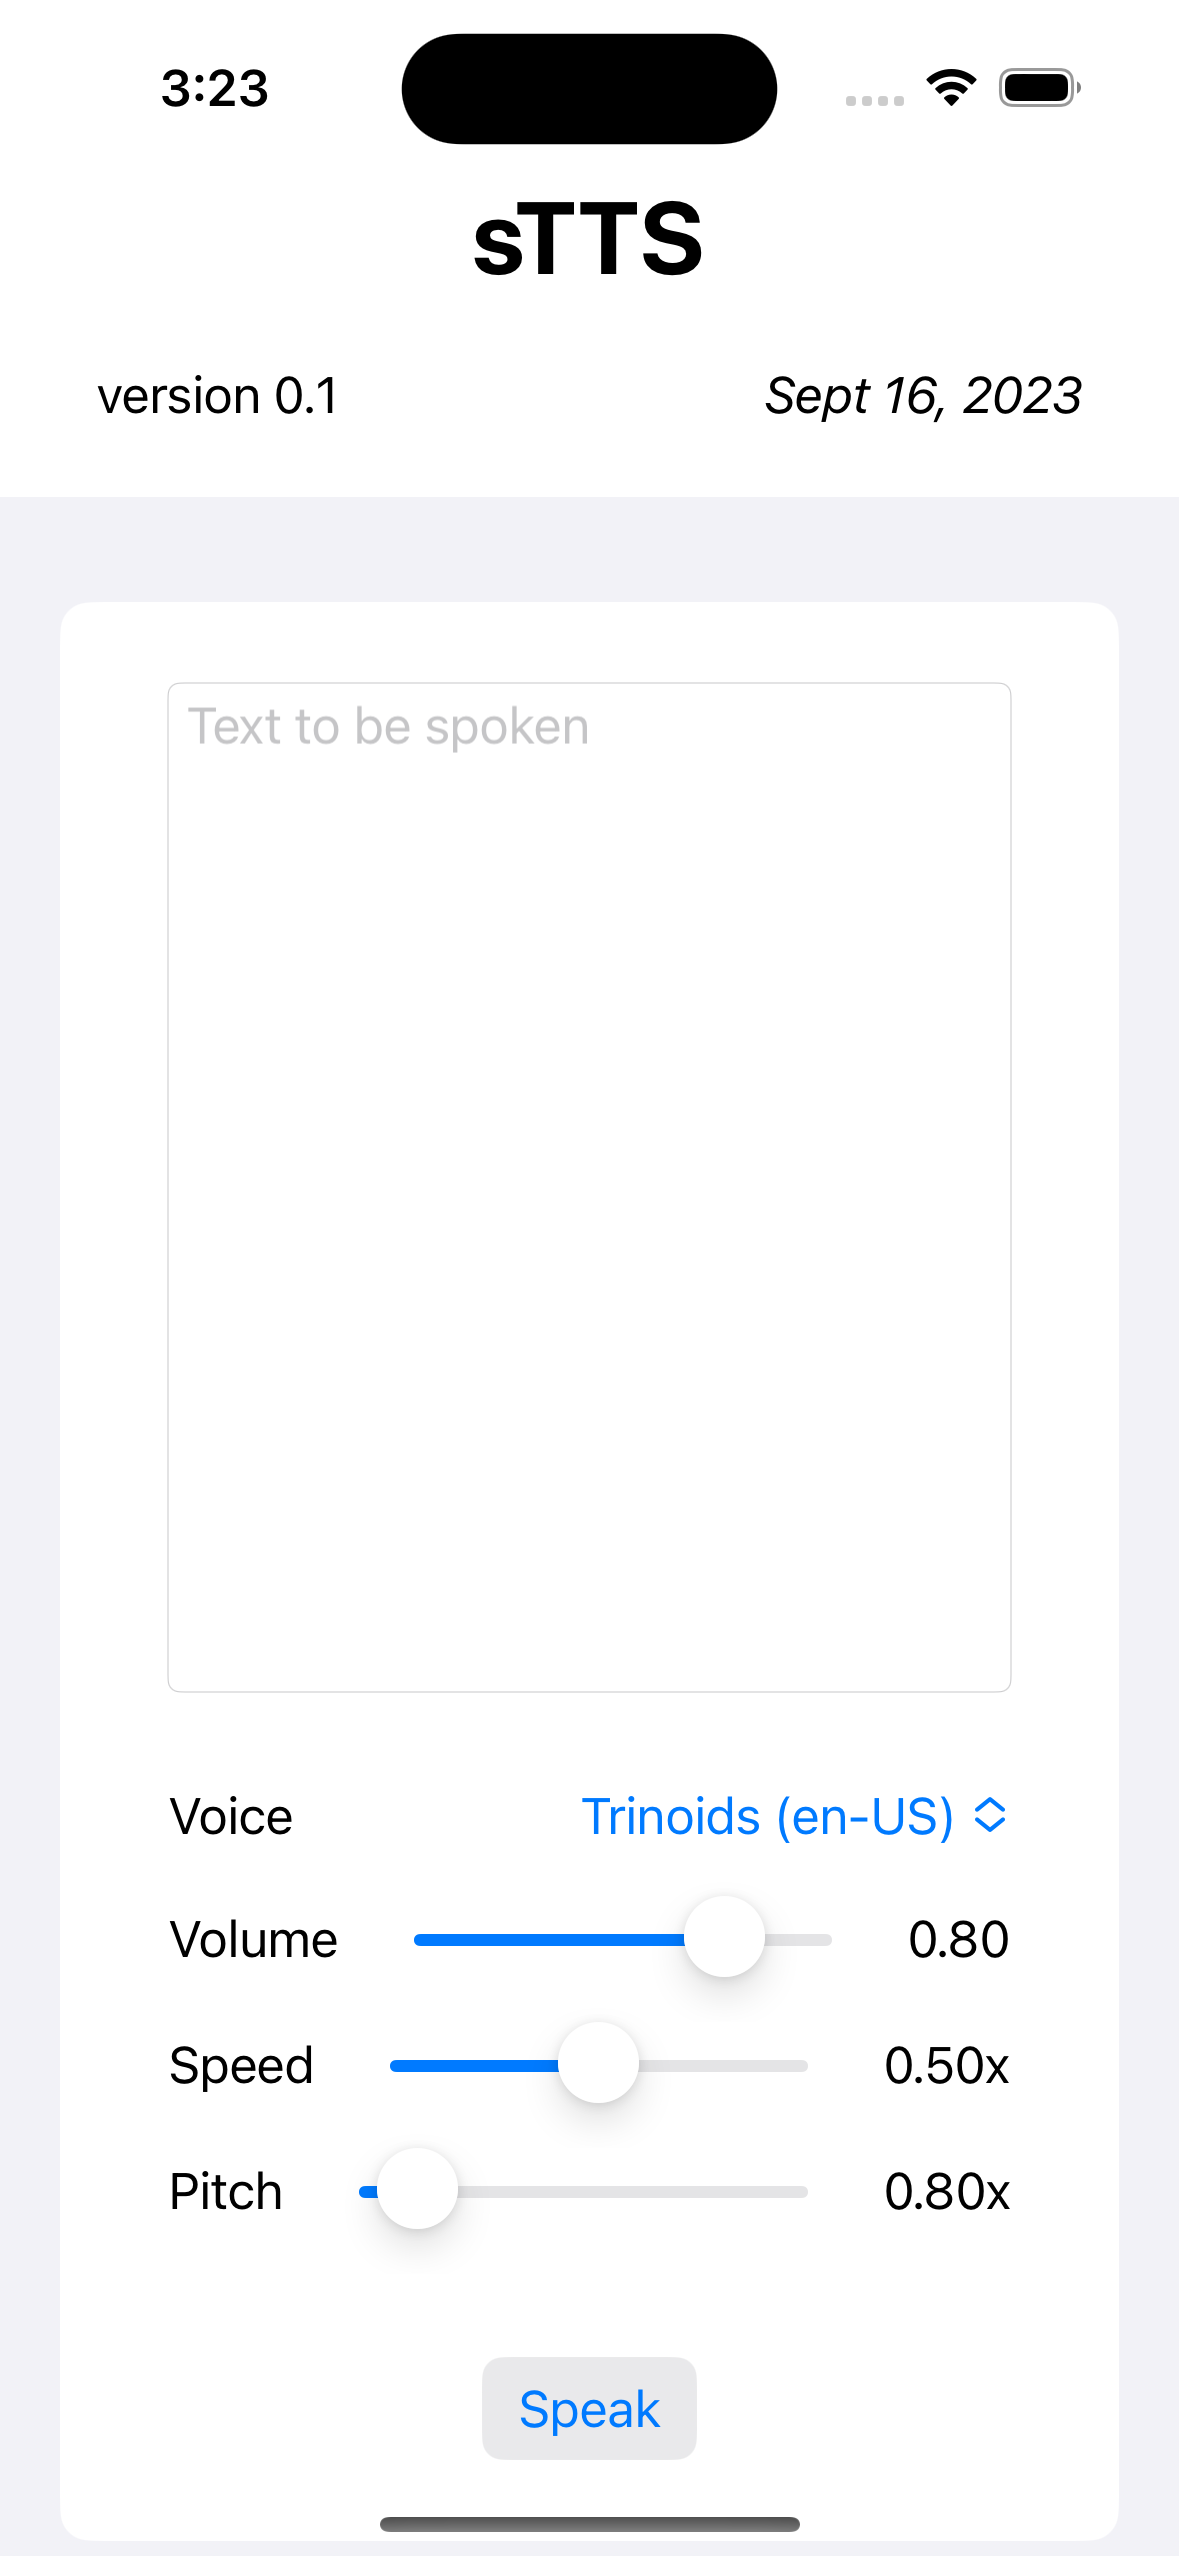 3:23
sTTS
version 0.1 Sept 16, 2023
Text to be spoken
Voice Trinoids (en-US)
Volume 0.80
Speed 0.50x
Pitch 0.80x
Speak